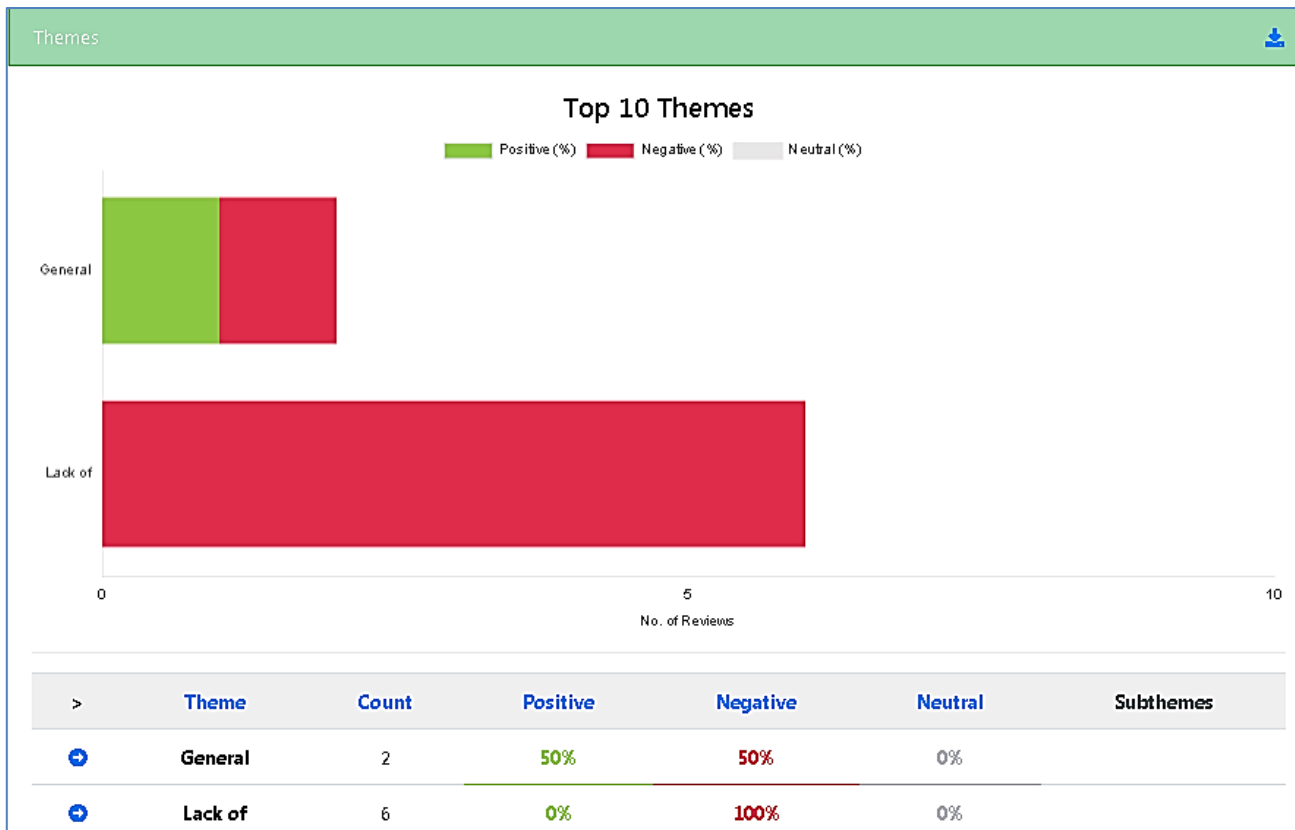 Themes
Top 10 Themes
Positive (%) Negative (%) Neutral (%)
General
Lack of
0 5 10
No. of Reviews
> Theme Count Positive Negative Neutral Subthemes
General 2 50% 50% 0%
Lack of 6 0% 100% 0%